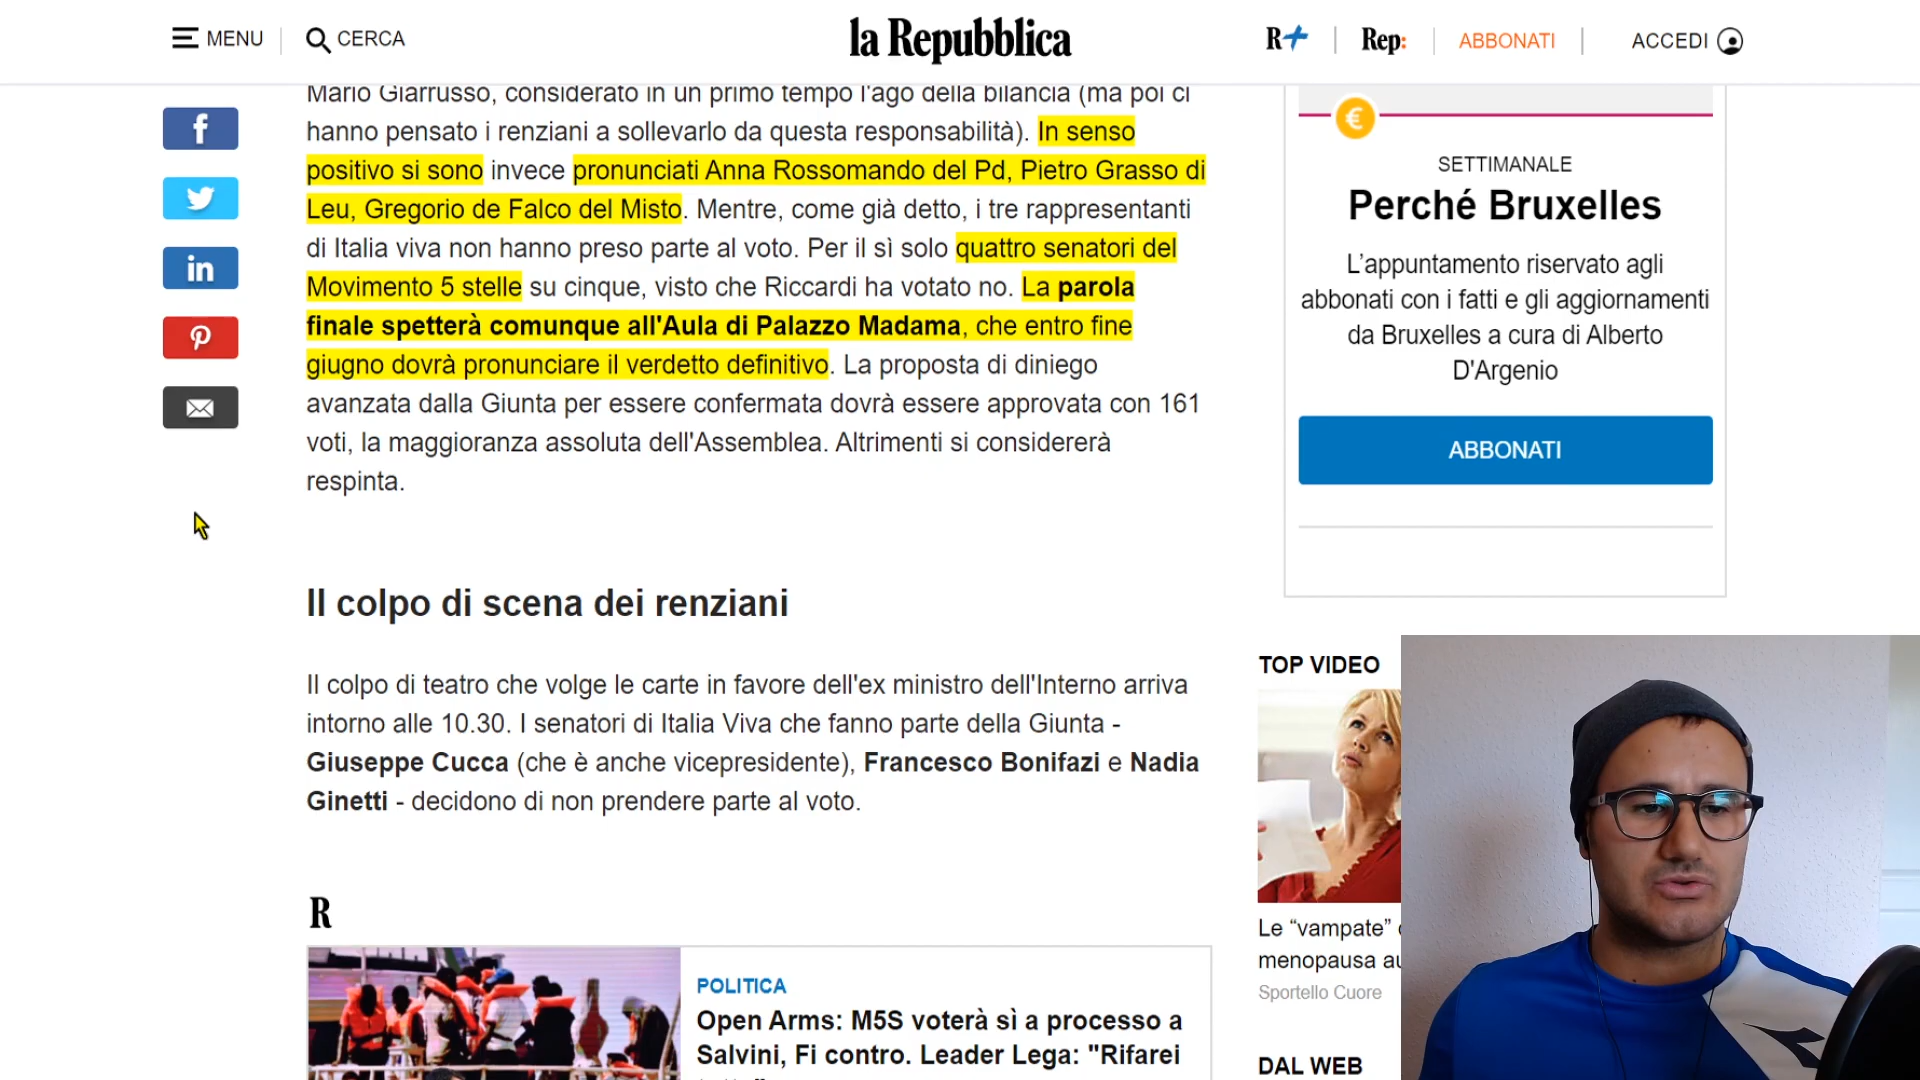 MENU
CERCA
la Repubblica
R+
Rep:
ABBONATI
ACCEDI
Mario Giarrusso, considerato in un primo tempo l'ago della bilancia (ma poi ci
hanno pensato i renziani a sollevarlo da questa responsabilità). In senso
positivo si sono invece pronunciati Anna Rossomando del Pd, Pietro Grasso di
Leu, Gregorio de Falco del Misto. Mentre, come già detto, i tre rappresentanti
di Italia viva non hanno preso parte al voto. Per il sì solo quattro senatori del
Movimento 5 stelle su cinque, visto che Riccardi ha votato no. La parola
finale spetterà comunque all'Aula di Palazzo Madama, che entro fine
giugno dovrà pronunciare il verdetto definitivo. La proposta di diniego
avanzata dalla Giunta per essere confermata dovrà essere approvata con 161
voti, la maggioranza assoluta dell'Assemblea. Altrimenti si considererà
respinta.
Il colpo di scena dei renziani
Il colpo di teatro che volge le carte in favore dell'ex ministro dell'Interno arriva
intorno alle 10.30. I senatori di Italia Viva che fanno parte della Giunta -
Giuseppe Cucca (che è anche vicepresidente), Francesco Bonifazi e Nadia
Ginetti - decidono di non prendere parte al voto.
R
POLITICA
Open Arms: M5S voterà sì a processo a
Salvini, Fi contro. Leader Lega: "Rifarei
€
SETTIMANALE
Perché Bruxelles
L’appuntamento riservato agli
abbonati con i fatti e gli aggiornamenti
da Bruxelles a cura di Alberto
D'Argenio
ABBONATI
TOP VIDEO
Le “vampate”
menopausa
Sportello Cuore
DAL WEB